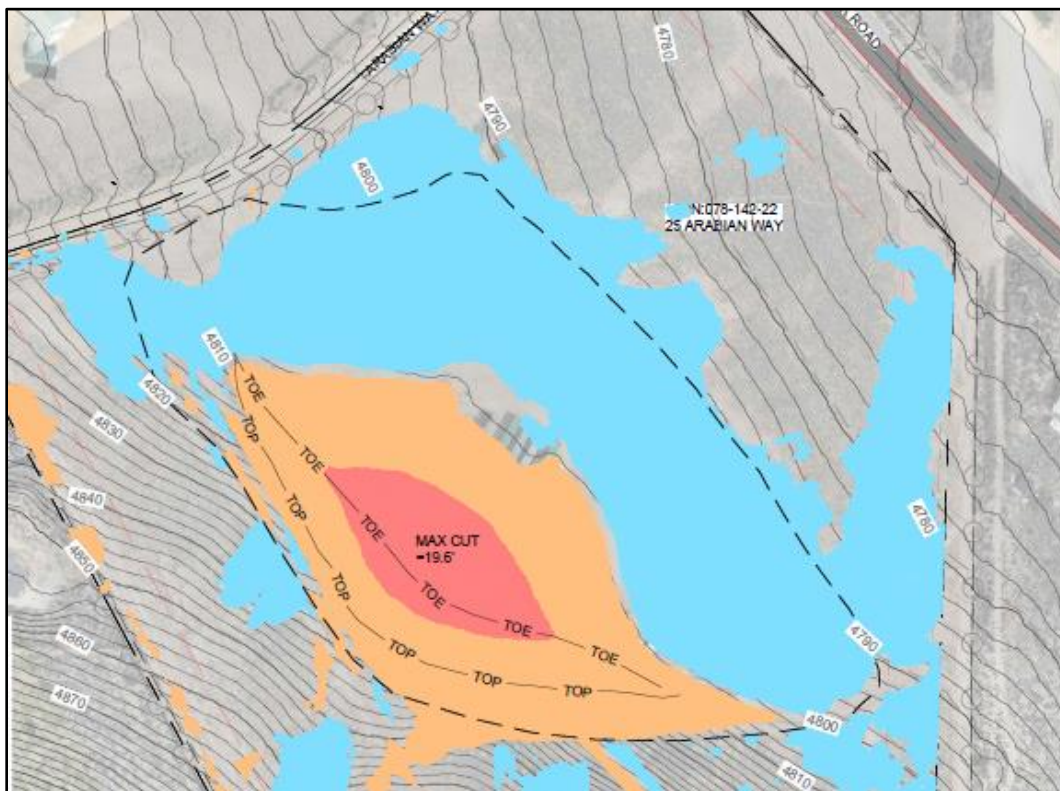 ARABIAN WA
ROAD
4780
4790
4800
N:078-142-22
25 ARABIAN WAY
4810
TOE
4820
TOP
4830
TOE
TOP
4840
TOE
MAX CUT
=19.6'
4780
TOP
4850
TOE
TOP
TOE
TOE
4790
4860
TOP
TOP
TOP
4870
4800
4810